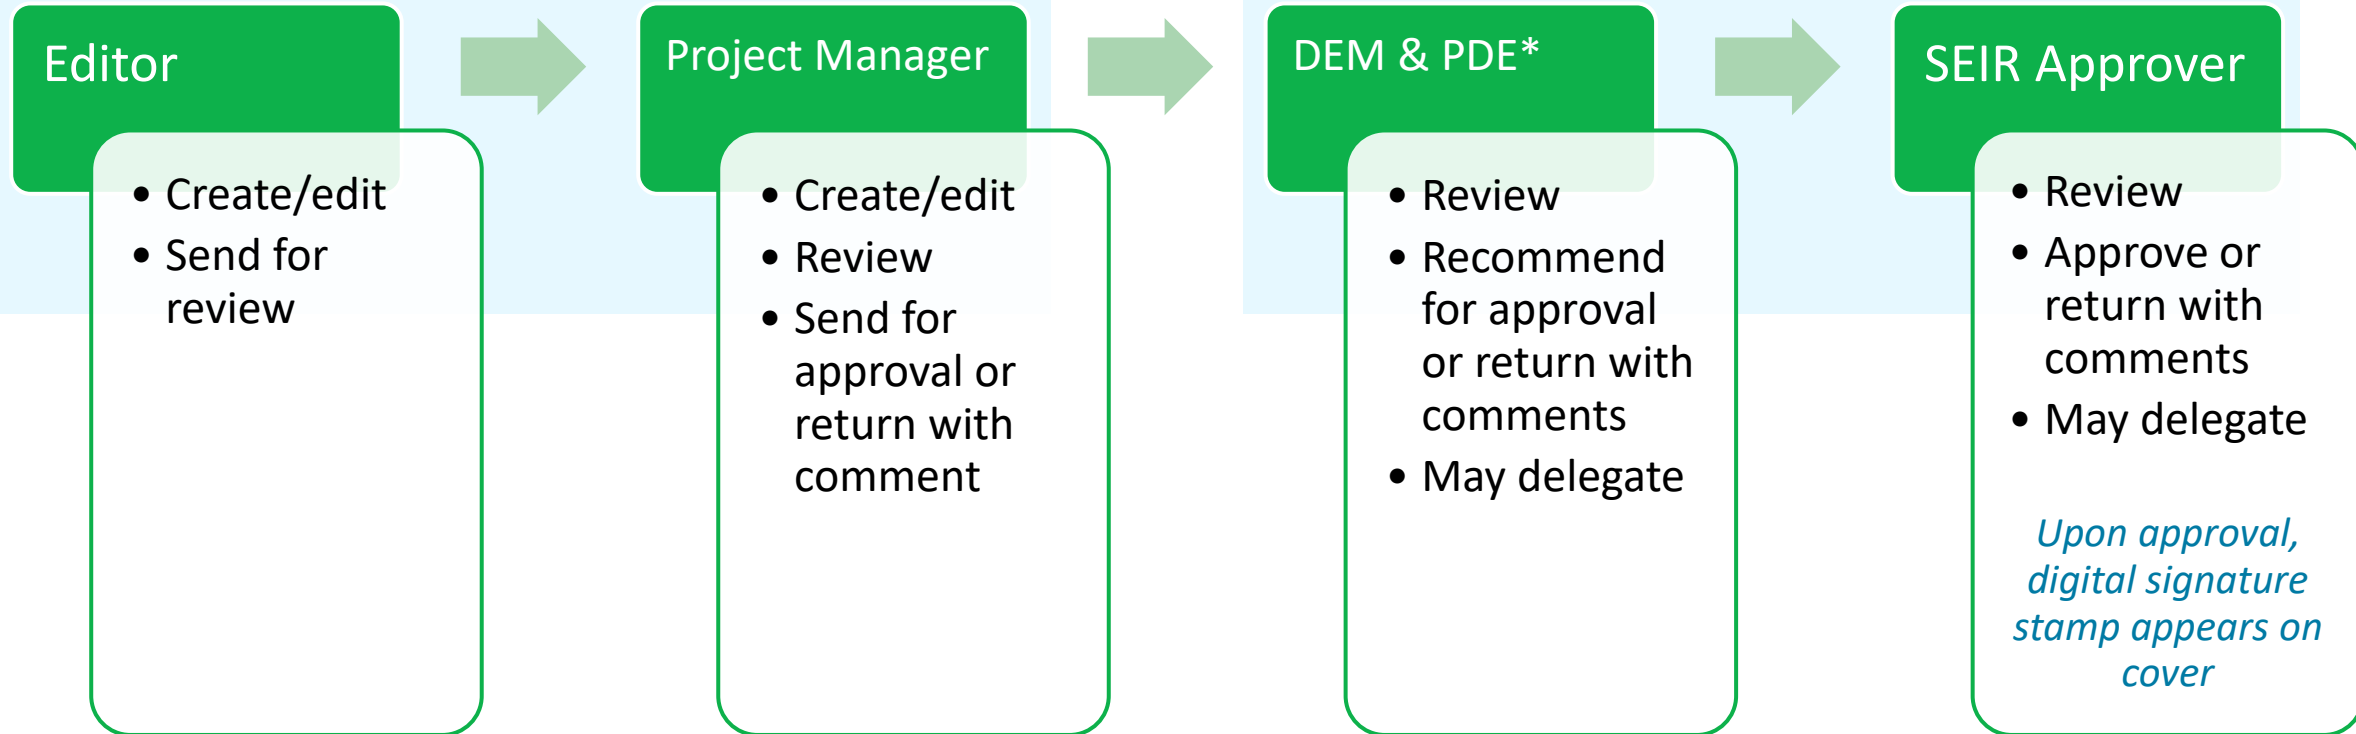 Editor
• Create/edit
• Send for
review
Project Manager
• Create/edit
• Review
• Send for
approval or
return with
comment
DEM & PDE*
• Review
• Recommend
for approval
or return with
comments
• May delegate
SEIR Approver
• Review
• Approve or
return with
comments
• May delegate
Upon approval,
digital signature
stamp appears on
cover